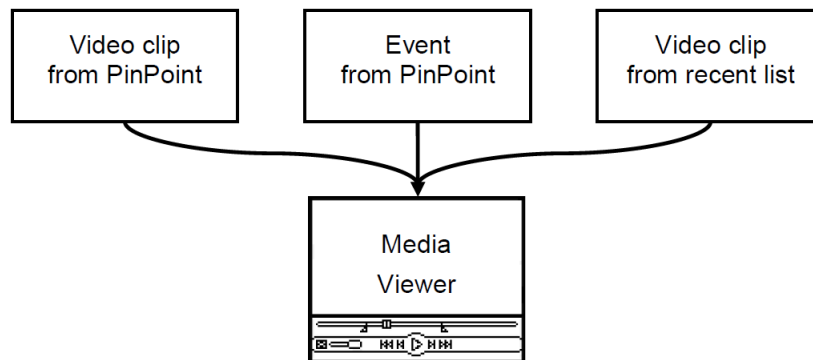 Video clip
from PinPoint
Event
from PinPoint
Video clip
from recent list
Media
Viewer